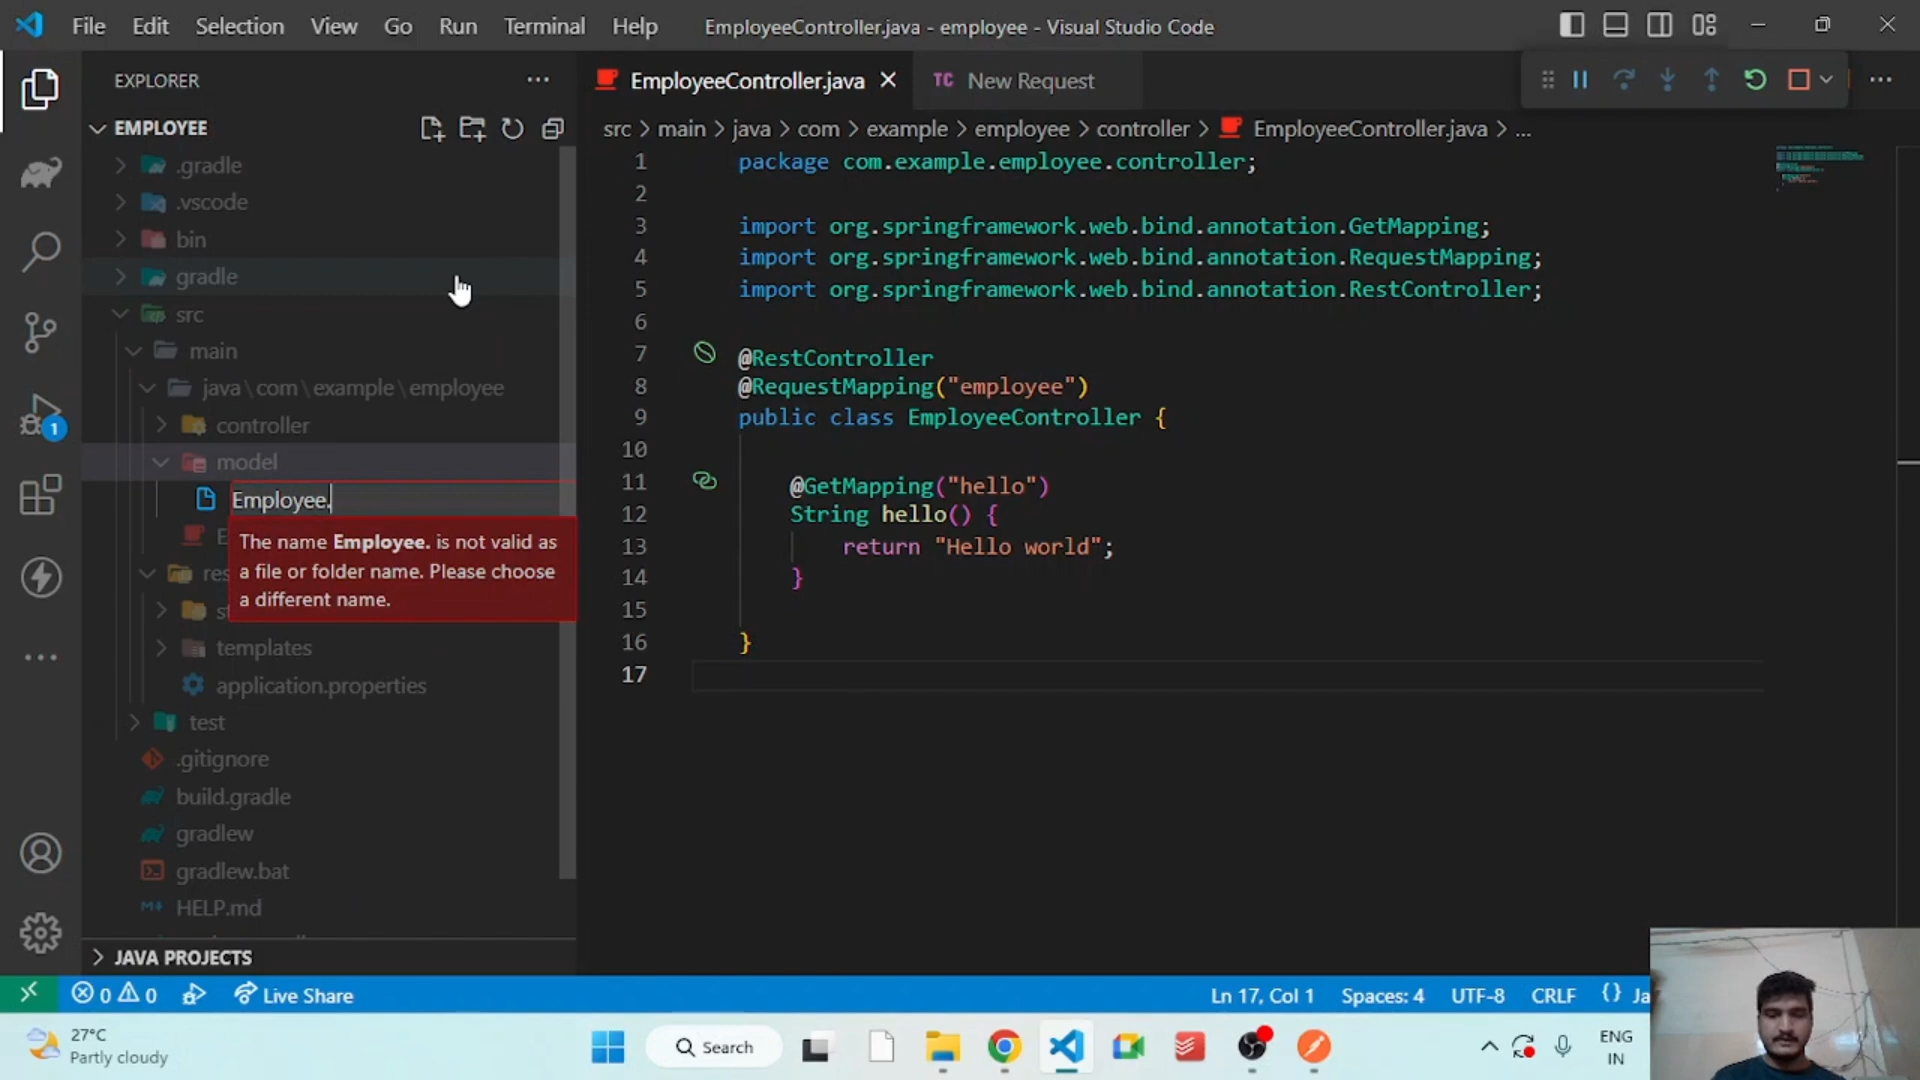 File Edit Selection View Go Run Terminal Help EmployeeController.java - employee - Visual Studio Code
EXPLORER
EmployeeController.java
TC New Request
EMPLOYEE
src > main > java > com > example > employee > controller > EmployeeController.java > ...
.gradle
.vscode
bin
gradle
src
main
java\com\example\employee
controller
model
Employee.
The name Employee. is not valid as
a file or folder name. Please choose
a different name.
templates
application.properties
test
.gitignore
build.gradle
gradlew
gradlew.bat
HELP.md
JAVA PROJECTS
1
1 package com.example.employee.controller;
2
3 import org.springframework.web.bind.annotation.GetMapping;
4 import org.springframework.web.bind.annotation.RequestMapping;
5 import org.springframework.web.bind.annotation.RestController;
6
7 @RestController
8 @RequestMapping("employee")
9 public class EmployeeController {
10
11 @GetMapping("hello")
12 String hello() {
13 return "Hello world";
14 }
15
16 }
17
0 0 Live Share Ln 17, Col 1 Spaces: 4 UTF-8 CRLF {} Ja
27°C
Partly cloudy
Search
ENG
IN